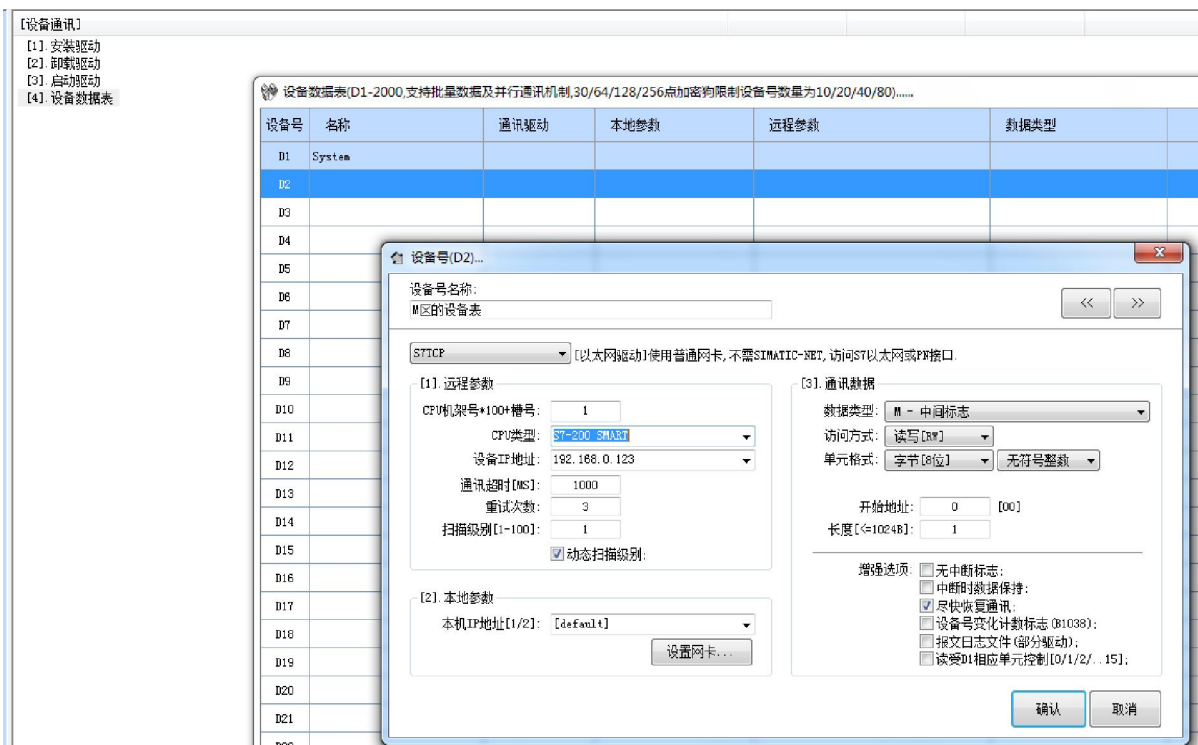 [设备通讯]
[1].安装驱动
[2].卸载驱动
[3].启动驱动
[4].设备数据表
设备数据表(D1-2000,支持批量数据及并行通讯机制,30/64/128/256点加密狗限制设备号数量为10/20/40/80)......
设备号 名称 通讯驱动 本地参数 远程参数 数据类型
D1 System
D2
D3
D4
D5
D6
D7
D8
D9
D10
D11
D12
D13
D14
D15
D16
D17
D18
D19
D20
D21
设备号(D2)...
设备号名称:
M区的设备表
<< >>
S7TCP [以太网驱动]使用普通网卡,不需SIMATIC-NET,访问S7以太网或PN接口.
[1].远程参数
CPU机架号*100+槽号: 1
CPU类型: S7-200 SMART
设备IP地址: 192.168.0.123
通讯超时[MS]: 1000
重试次数: 3
扫描级别[1-100]: 1
动态扫描级别;
[2].本地参数
本机IP地址[1/2]: [default]
设置网卡...
[3].通讯数据
数据类型: M - 中间标志
访问方式: 读写[RW]
单元格式: 字节[8位] 无符号整数
开始地址: 0 [00]
长度[<=1024B]: 1
增强选项: 无中断标志;
中断时数据保持;
尽快恢复通讯;
设备号变化计数标志(B1038);
报文日志文件(部分驱动);
读受D1相应单元控制[0/1/2/..15];
确认 取消